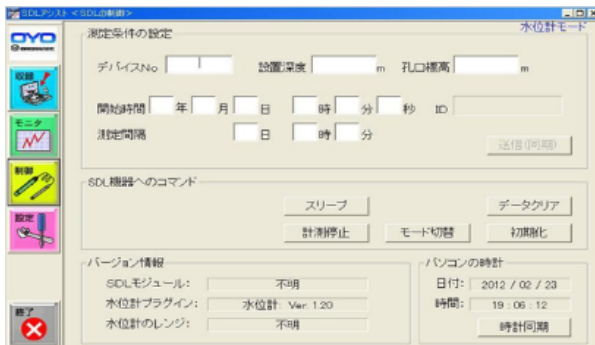 SDLアシスト <SDLの制御>
水位計モード
OYO
収録
モニタ
制御
設定
終了
測定条件の設定
デバイスNo 設置深度 m 孔口標高 m
開始時間 年 月 日 時 分 秒 ID
測定間隔 日 時 分
送信(同期)
SDL機器へのコマンド
スリープ データクリア
計測停止 モード切替 初期化
バージョン情報
SDLモジュール: 不明
水位計プラグイン: 水位計: Ver. 1.20
水位計のレンジ: 不明
パソコンの時計
日付: 2012 / 02 / 23
時間: 19 : 06 : 12
時計同期